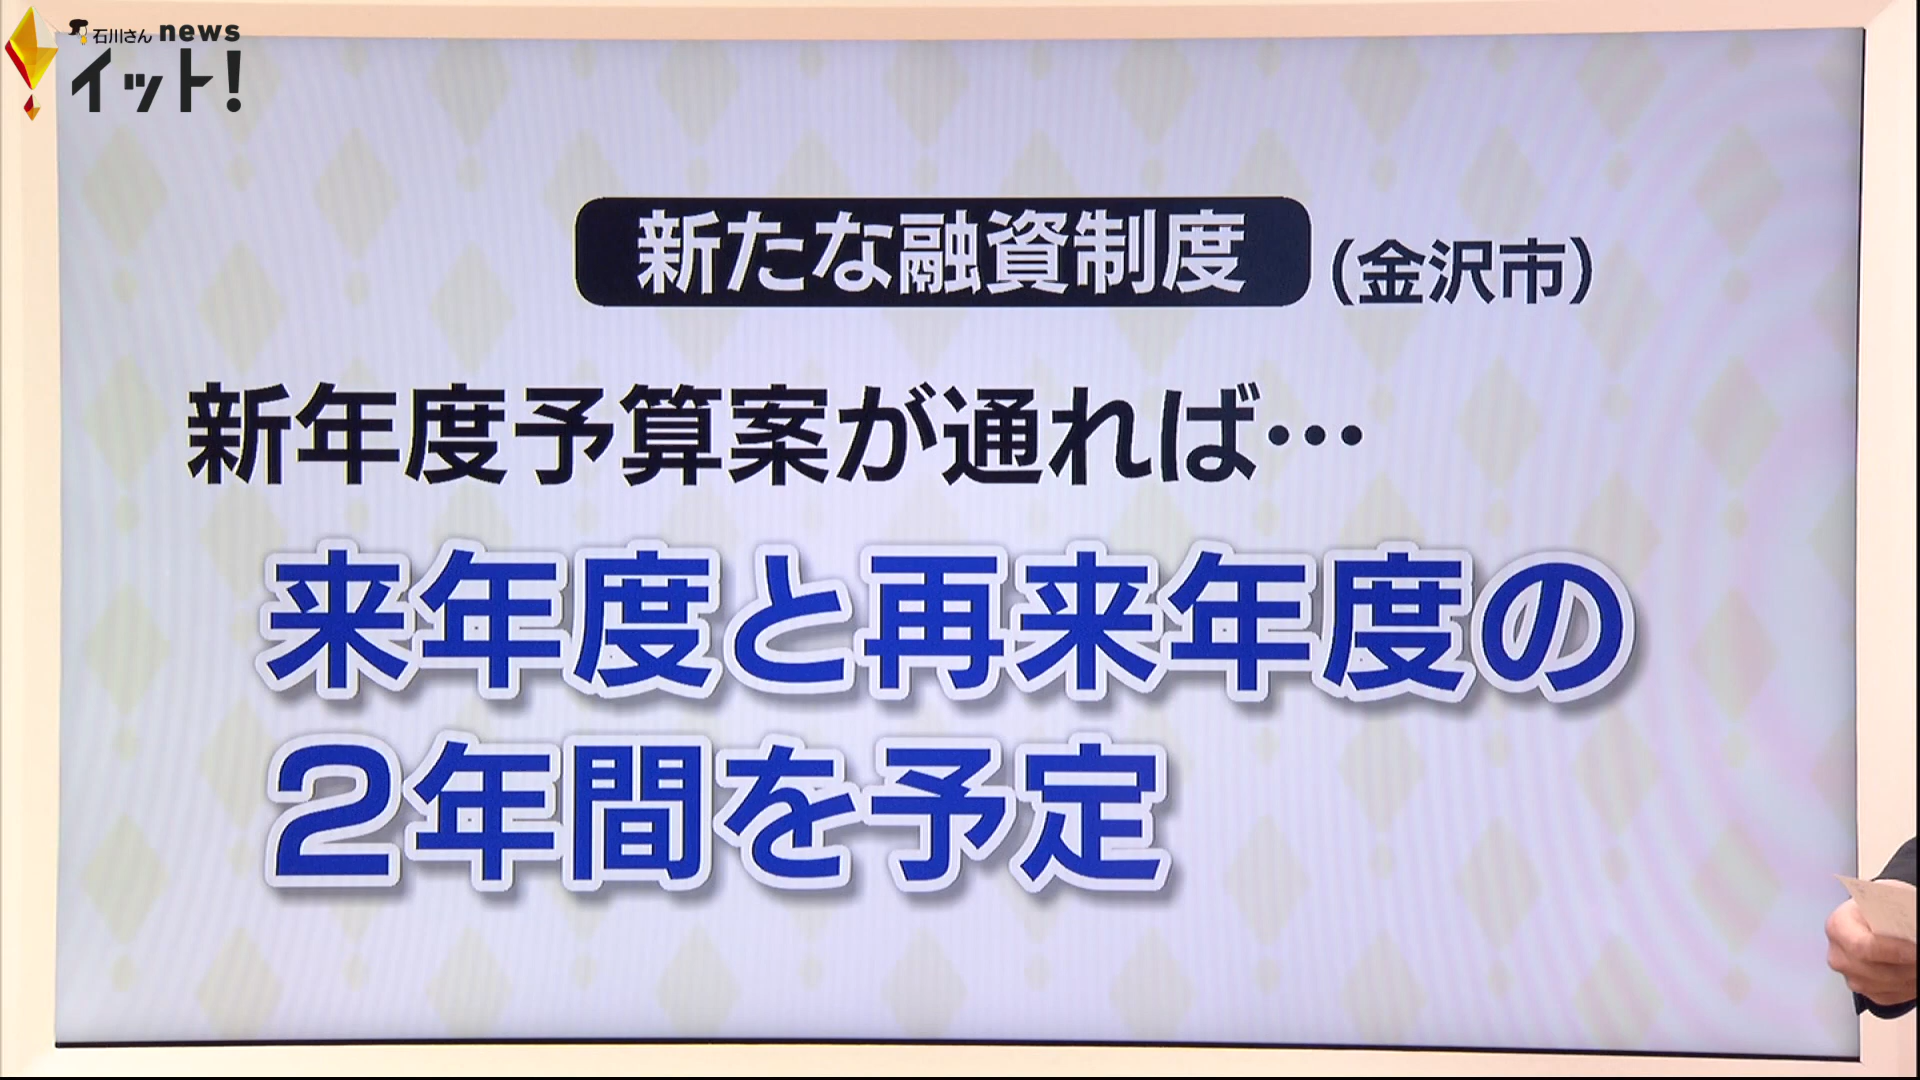 石川さん news
イット!
新たな融資制度 (金沢市)
新年度予算案が通れば…
来年度と再来年度の
2年間を予定